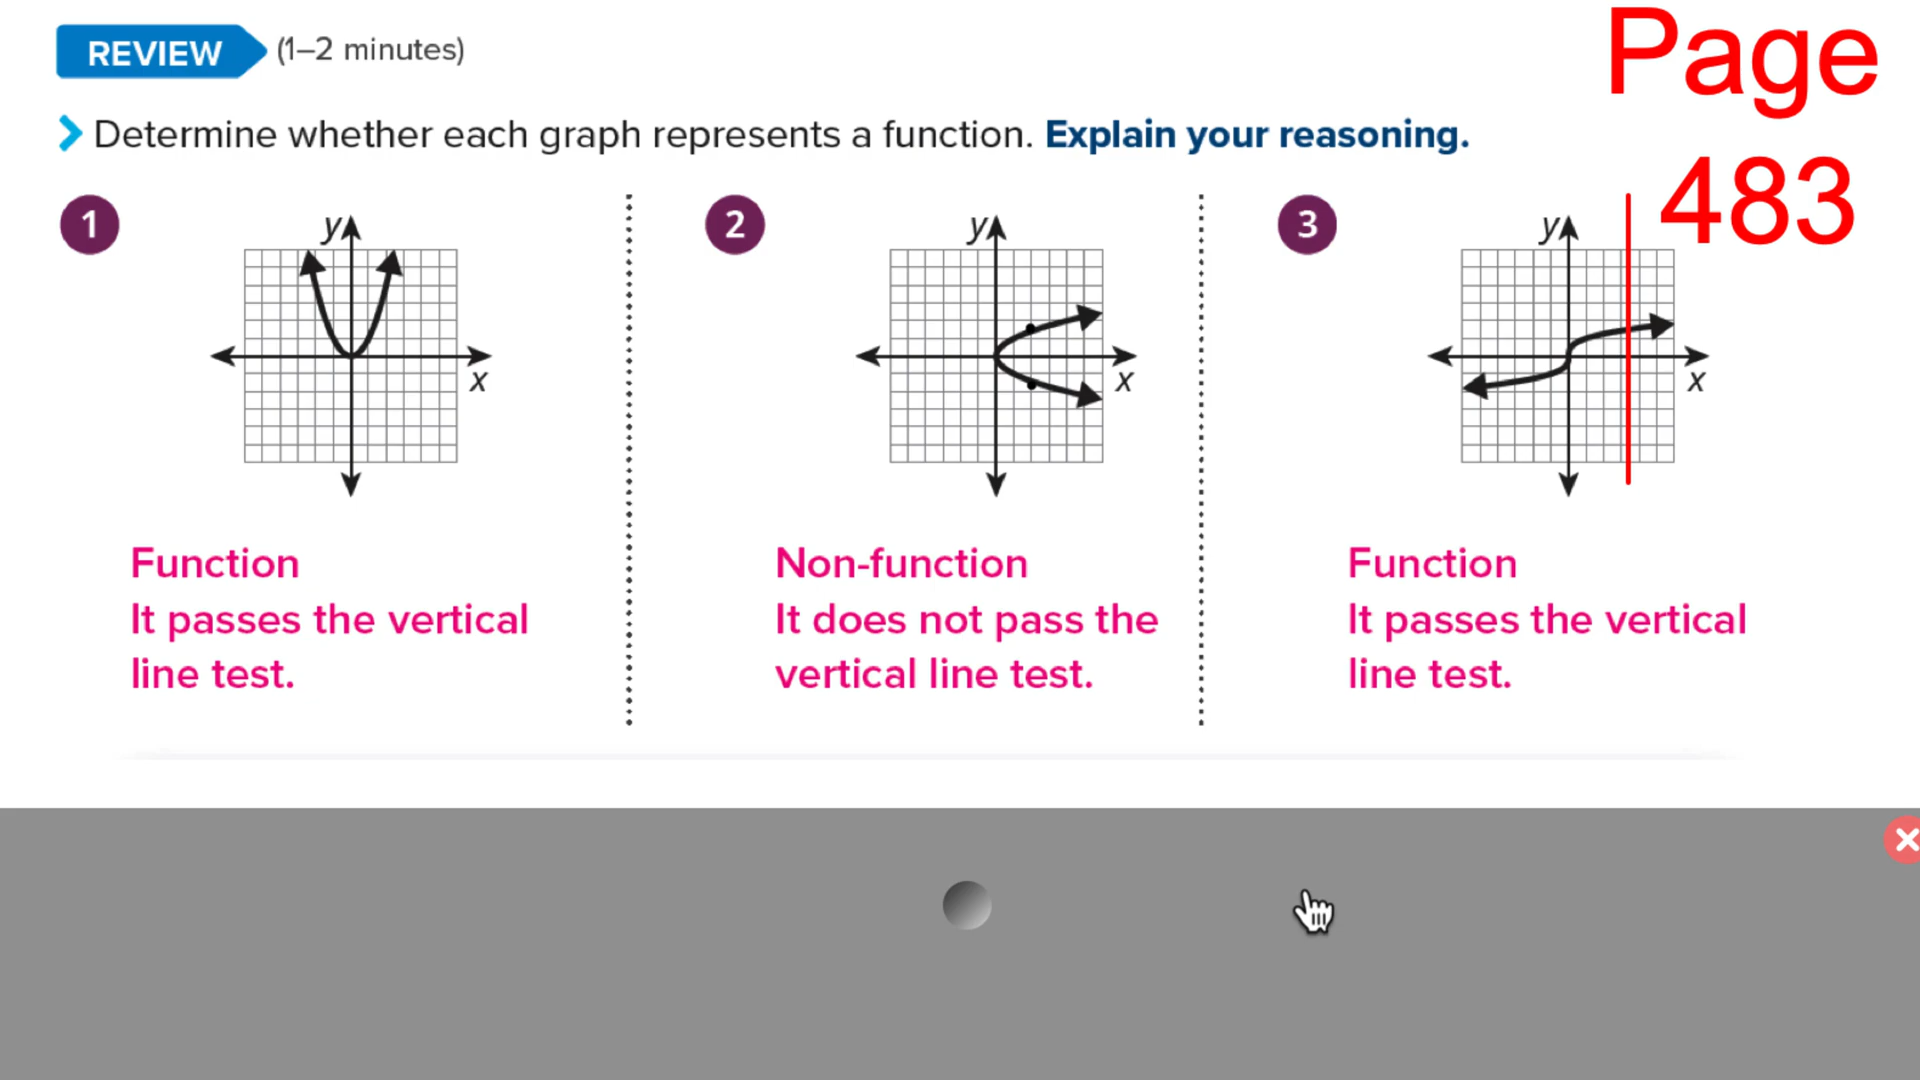 REVIEW (1–2 minutes)
Page
483
Determine whether each graph represents a function. Explain your reasoning.
1
y
x
2
y
x
3
y
x
Function
It passes the vertical
line test.
Non-function
It does not pass the
vertical line test.
Function
It passes the vertical
line test.